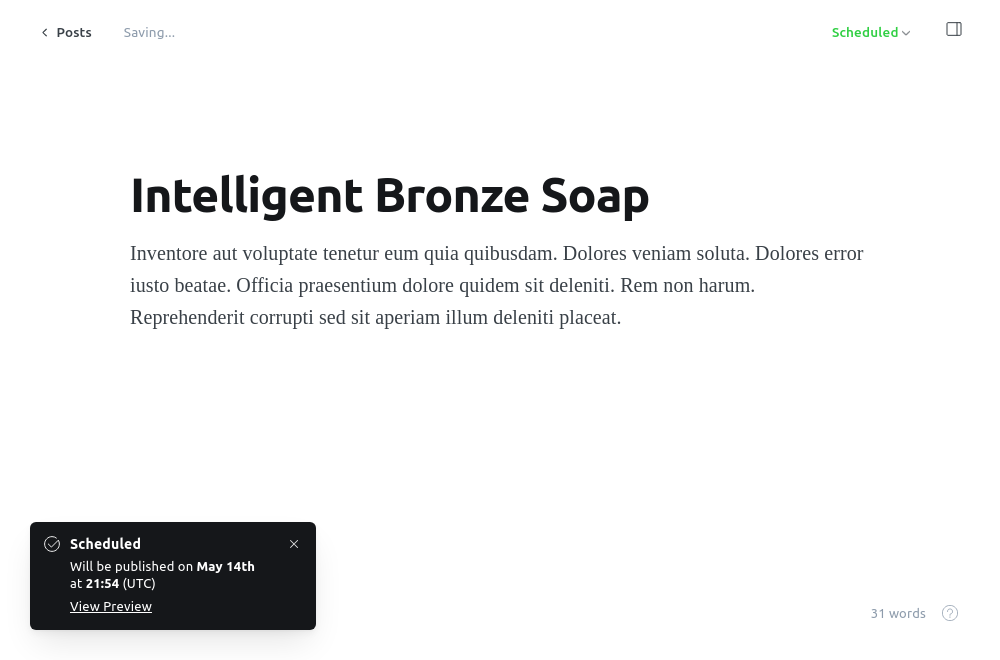 Posts
Saving...
Scheduled
Intelligent Bronze Soap
Inventore aut voluptate tenetur eum quia quibusdam. Dolores veniam soluta. Dolores error
iusto beatae. Officia praesentium dolore quidem sit deleniti. Rem non harum.
Reprehenderit corrupti sed sit aperiam illum deleniti placeat.
Scheduled
Will be published on May 14th
at 21:54 (UTC)
View Preview
31 words
?